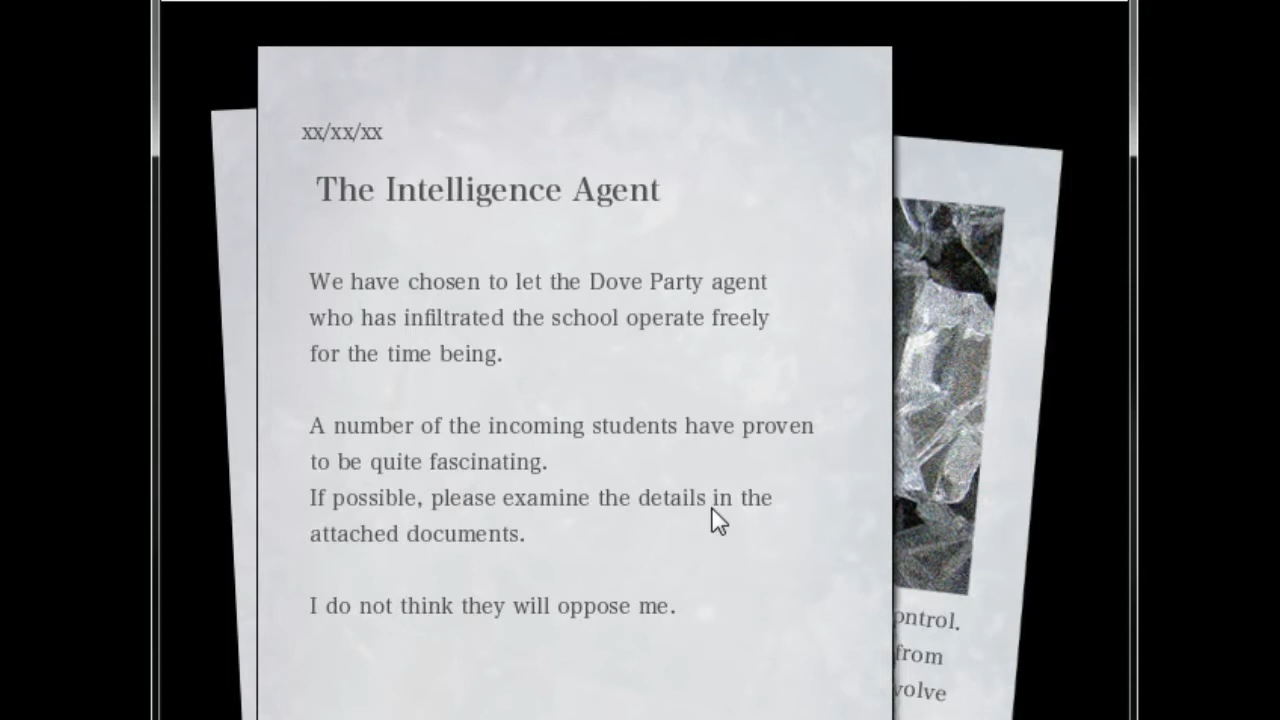 xx/xx/xx
The Intelligence Agent
We have chosen to let the Dove Party agent
who has infiltrated the school operate freely
for the time being.
A number of the incoming students have proven
to be quite fascinating.
If possible, please examine the details in the
attached documents.
I do not think they will oppose me.
from